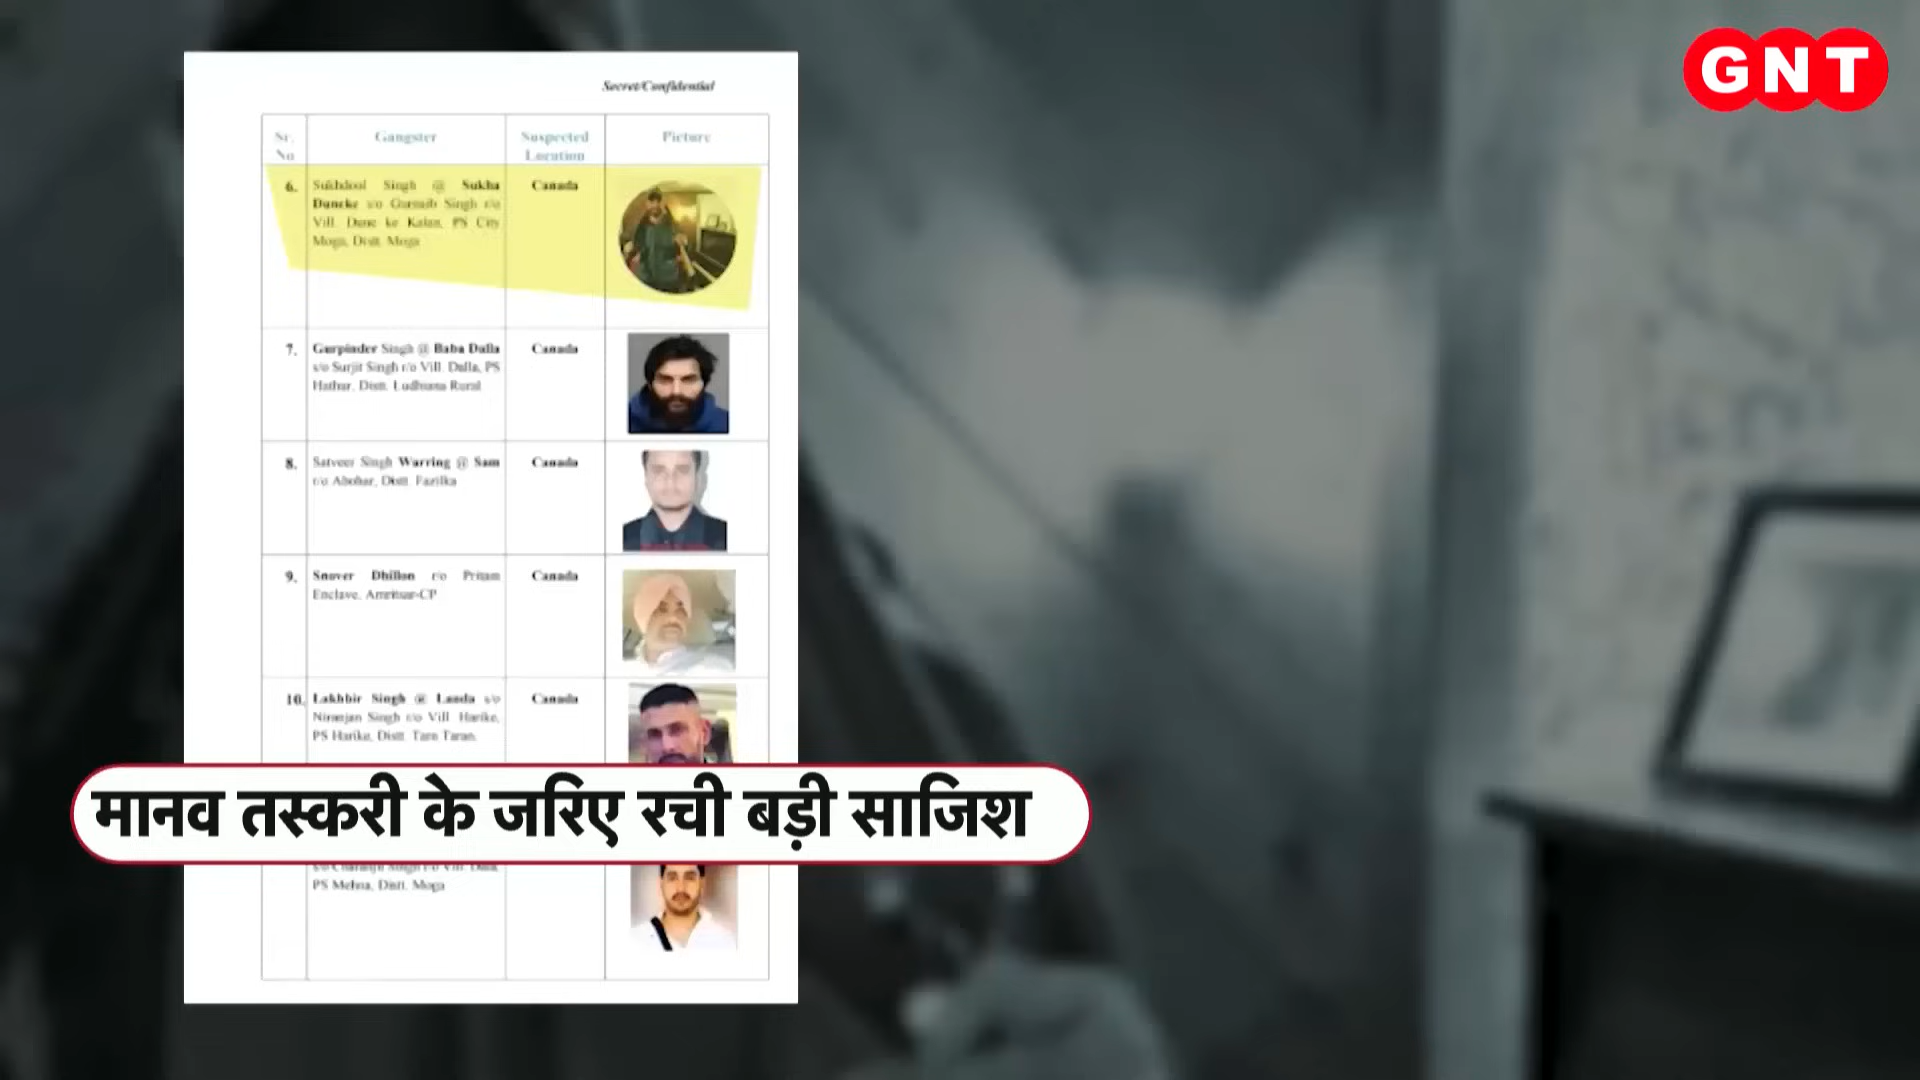 GNT
Secret/Confidential
Sr. No
Gangster
Suspected Location
Picture
6.
Sukhdool Singh @ Sukha
Duneke s/o Gurnaib Singh r/o
Vill. Dune ke Kalan, PS City
Moga, Distt. Moga
Canada
7.
Gurpinder Singh @ Baba Dalla
s/o Surjit Singh r/o Vill. Dalla, PS
Hathur, Distt. Ludhiana Rural
Canada
8.
Satveer Singh Warring @ Sam
r/o Abohar, Distt. Fazilka
Canada
9.
Snover Dhillon r/o Pritam
Enclave, Amritsar-CP
Canada
10.
Lakhbir Singh @ Landa s/o
Niranjan Singh r/o Vill. Harike,
PS Harike, Distt. Tarn Taran.
Canada
मानव तस्करी के जरिए रची बड़ी साजिश
PS Mehna, Distt. Moga